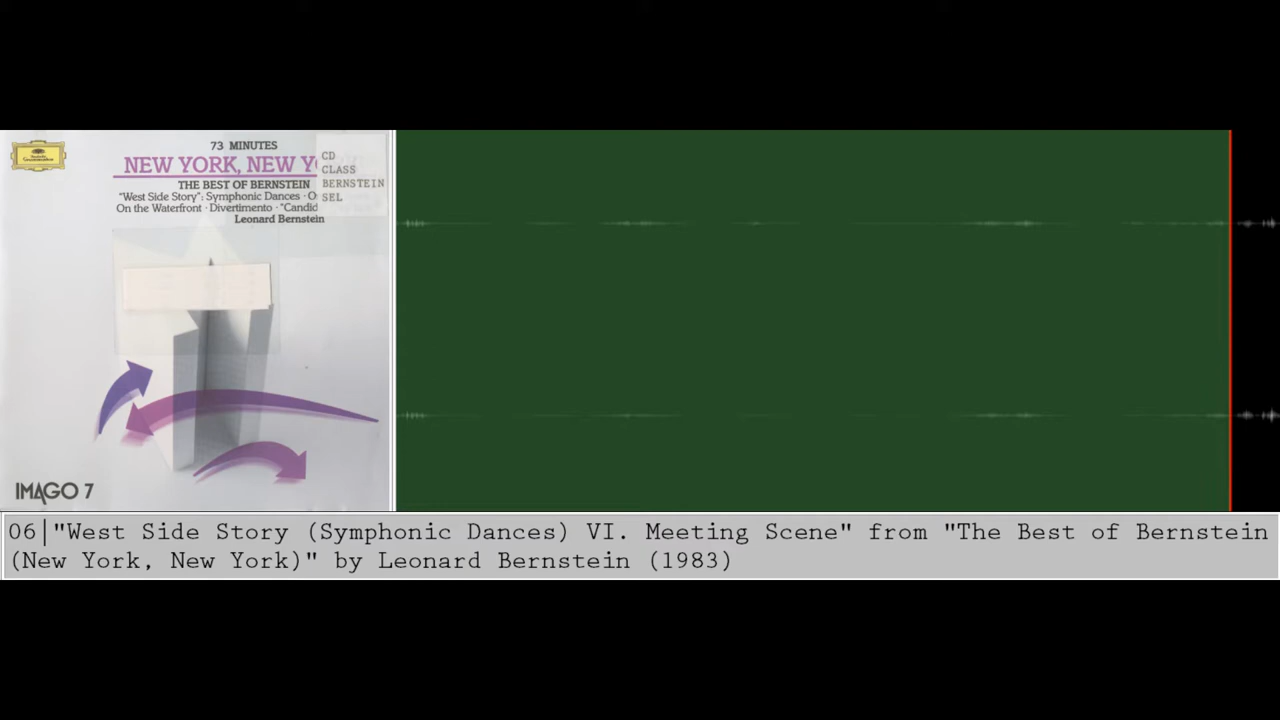 73 MINUTES
NEW YORK, NEW Y
THE BEST OF BERNSTEIN
"West Side Story": Symphonic Dances · O
On the Waterfront · Divertimento · "Candid
Leonard Bernstein
CD
CLASS
BERNSTEIN
SEL
Deutsche
Grammophon
IMAGO 7
06|"West Side Story (Symphonic Dances) VI. Meeting Scene" from "The Best of Bernstein
(New York, New York)" by Leonard Bernstein (1983)